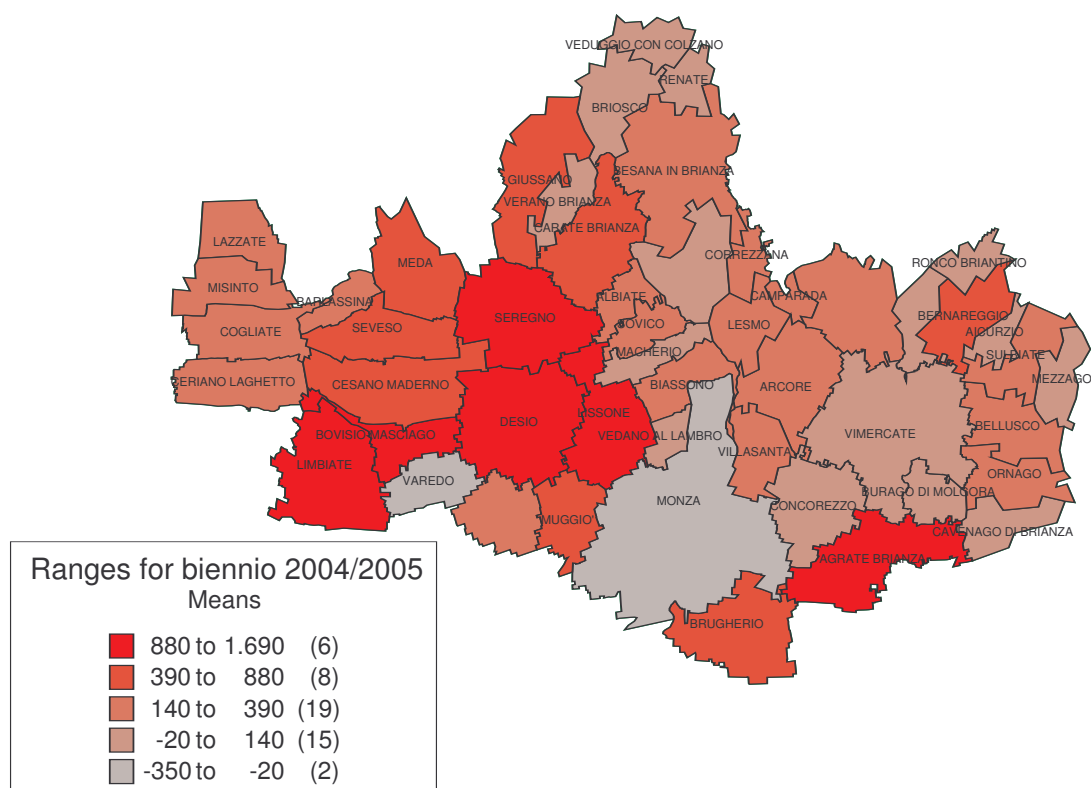 VEDUGGIO CON COLZANO
RENATE
BRIOSCO
GIUSSANO
BESANA IN BRIANZA
VERANO BRIANZA
CARATE BRIANZA
LAZZATE
MEDA
CORREZZANA
RONCO BRIANTINO
MISINTO
BARLASSINA
ALBIATE
CAMPARADA
BERNAREGGIO
COGLIATE
SEVESO
SEREGNO
SOVICO
LESMO
AICURZIO
MACHERIO
SULBIATE
CERIANO LAGHETTO
CESANO MADERNO
BIASSONO
ARCORE
MEZZAGO
LISSONE
BOVISIO-MASCIAGO
DESIO
VEDANO AL LAMBRO
VIMERCATE
BELLUSCO
LIMBIATE
VILLASANTA
VAREDO
ORNAGO
MONZA
CONCOREZZO
BURAGO DI MOLGORA
MUGGIO
CAVENAGO DI BRIANZA
AGRATE BRIANZA
BRUGHERIO
Ranges for biennio 2004/2005
Means
880 to 1.690 (6)
390 to 880 (8)
140 to 390 (19)
-20 to 140 (15)
-350 to -20 (2)